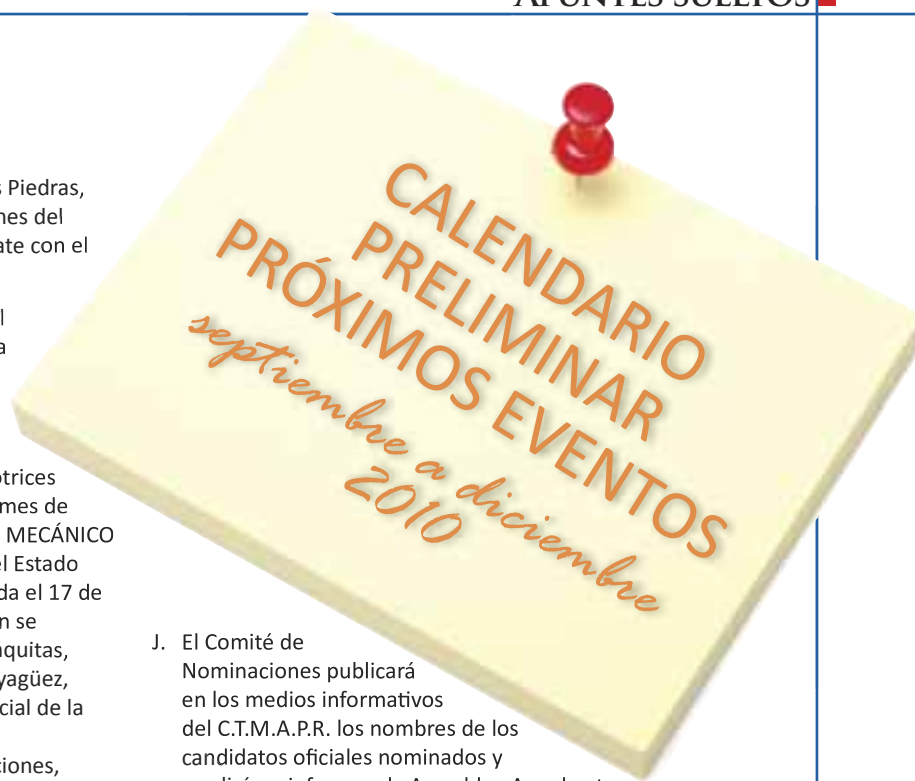 APUNTES SUELTOS
s Piedras,
nes del
ate con el
l
a
otrices
mes de
MECÁNICO
el Estado
da el 17 de
n se
nquitas,
yagüez,
cial de la
ciones,
CALENDARIO
PRELIMINAR
PRÓXIMOS EVENTOS
septiembre a diciembre
2010
J. El Comité de
Nominaciones publicará
en los medios informativos
del C.T.M.A.P.R. los nombres de los
candidatos oficiales nominados y